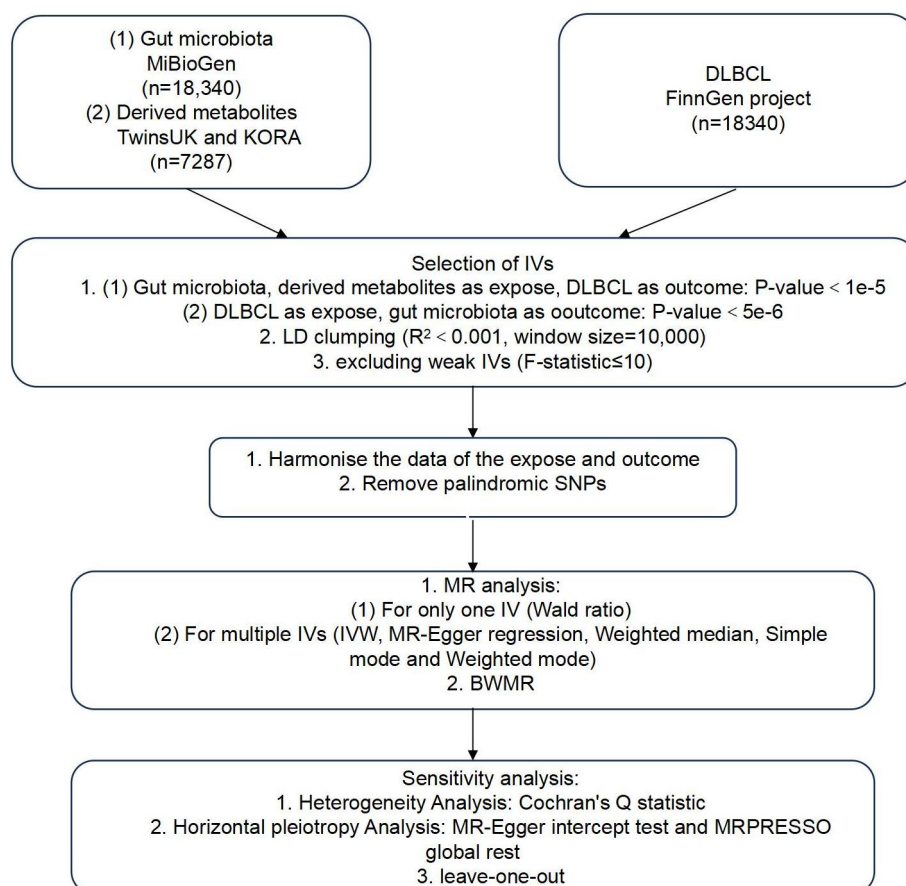 (1) Gut microbiota
MiBioGen
(n=18,340)
(2) Derived metabolites
TwinsUK and KORA
(n=7287)
DLBCL
FinnGen project
(n=18340)
Selection of IVs
1. (1) Gut microbiota, derived metabolites as expose, DLBCL as outcome: P-value < 1e-5
(2) DLBCL as expose, gut microbiota as ooutcome: P-value < 5e-6
2. LD clumping (R² < 0.001, window size=10,000)
3. excluding weak IVs (F-statistic≤10)
1. Harmonise the data of the expose and outcome
2. Remove palindromic SNPs
1. MR analysis:
(1) For only one IV (Wald ratio)
(2) For multiple IVs (IVW, MR-Egger regression, Weighted median, Simple
mode and Weighted mode)
2. BWMR
Sensitivity analysis:
1. Heterogeneity Analysis: Cochran's Q statistic
2. Horizontal pleiotropy Analysis: MR-Egger intercept test and MRPRESSO
global rest
3. leave-one-out